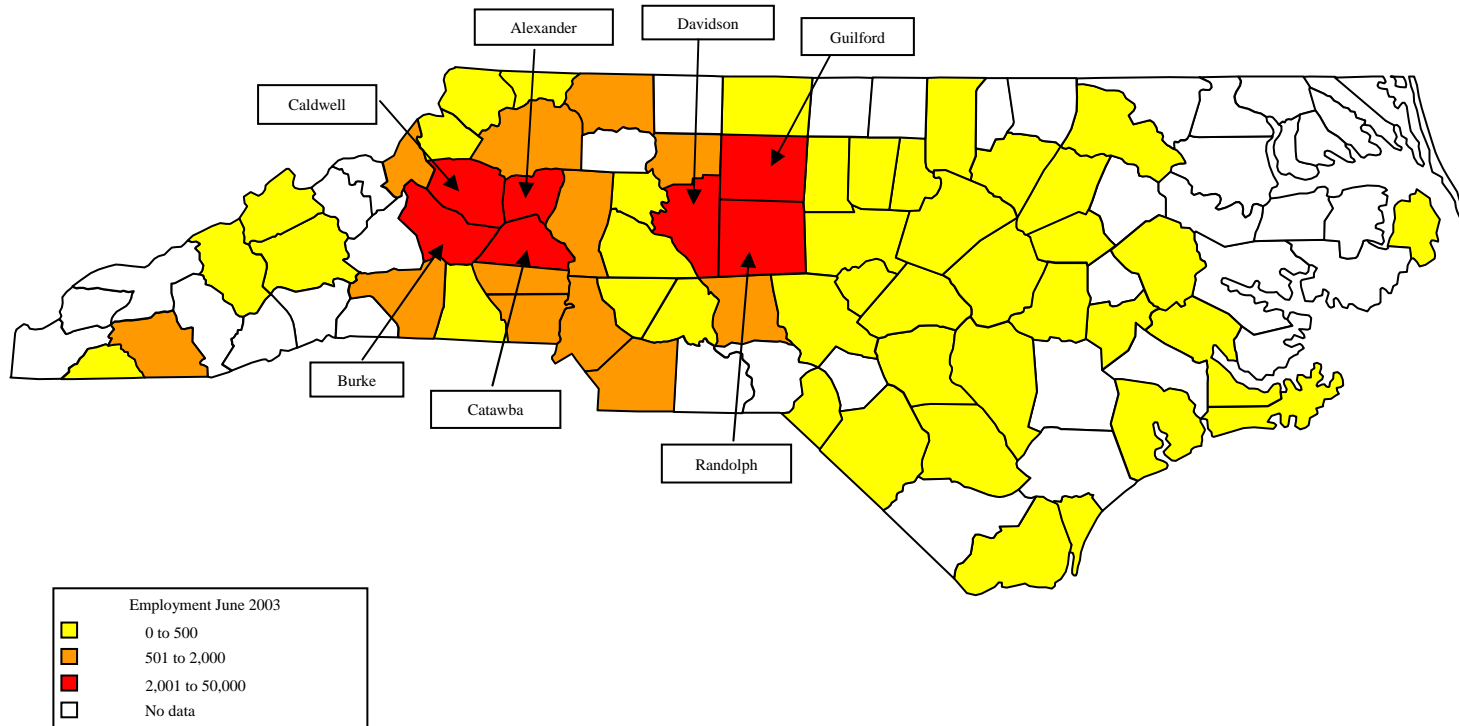 Alexander
Davidson
Guilford
Caldwell
Burke
Catawba
Randolph
Employment June 2003
0 to 500
501 to 2,000
2,001 to 50,000
No data